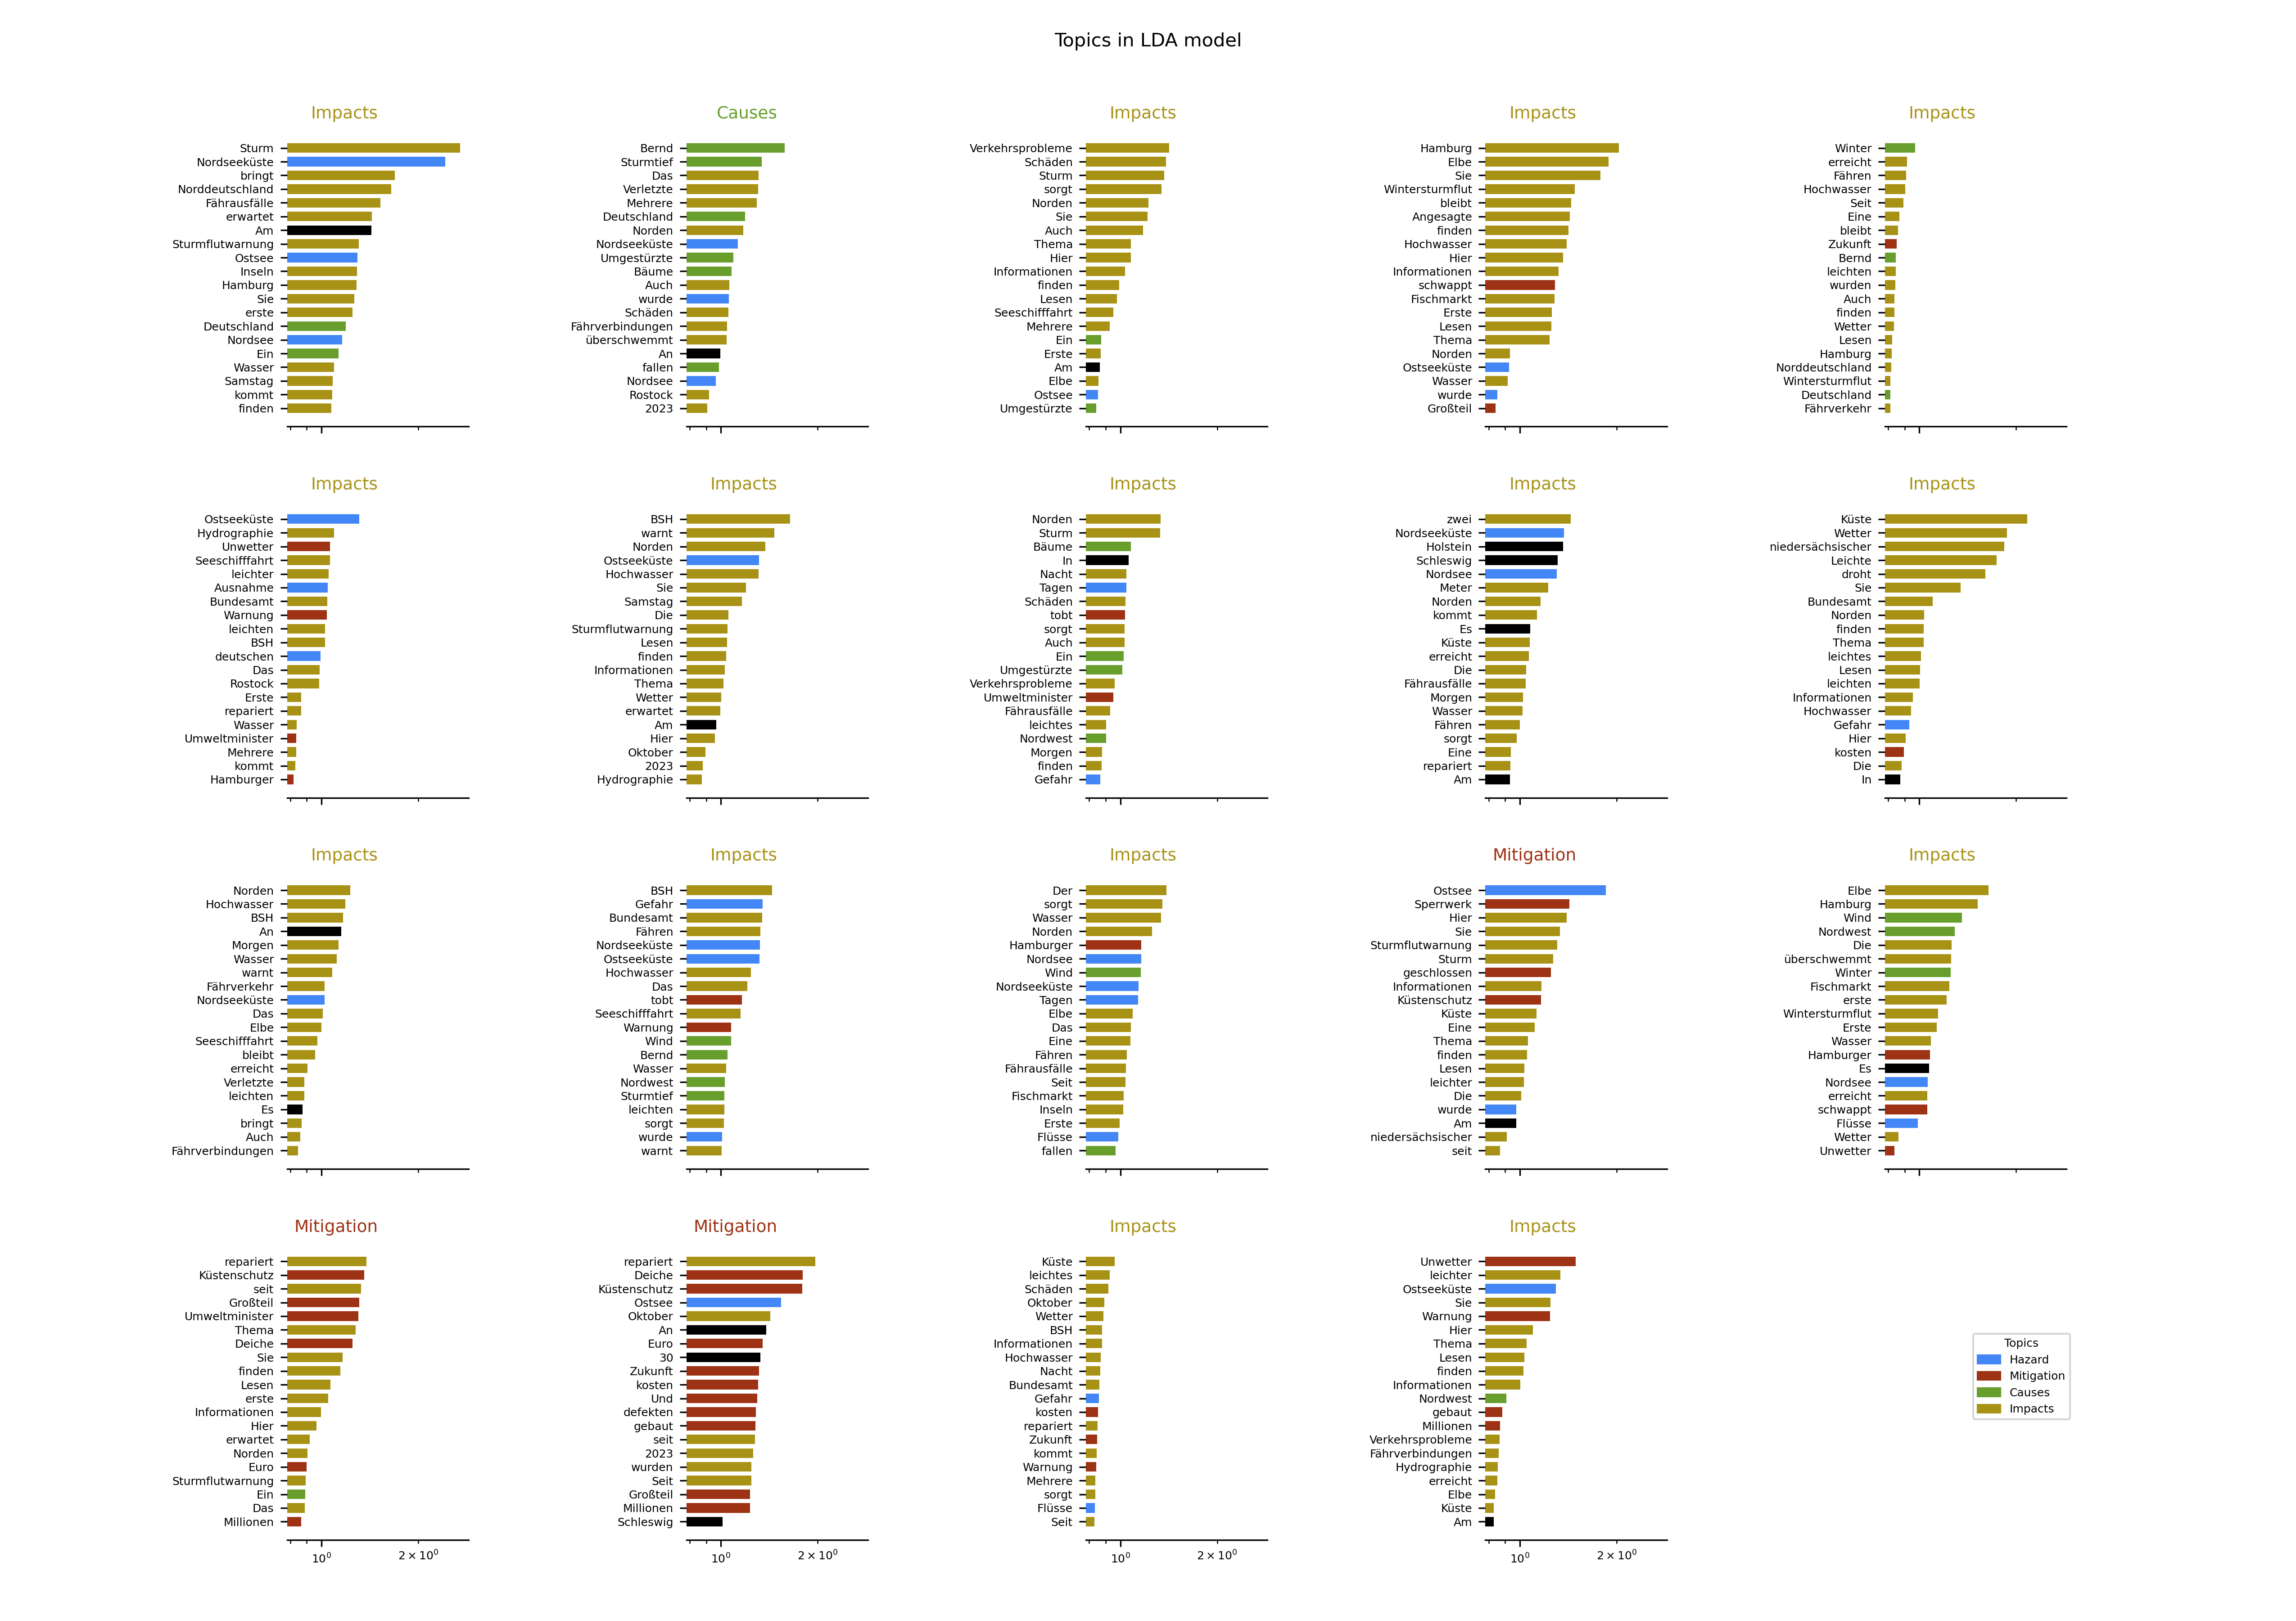 Topics in LDA model
Impacts
Sturm
Nordseeküste
bringt
Norddeutschland
Fährausfälle
erwartet
Am
Sturmflutwarnung
Ostsee
Inseln
Hamburg
Sie
erste
Deutschland
Nordsee
Ein
Wasser
Samstag
kommt
finden
Causes
Bernd
Sturmtief
Das
Verletzte
Mehrere
Deutschland
Norden
Nordseeküste
Umgestürzte
Bäume
Auch
wurde
Schäden
Fährverbindungen
überschwemmt
An
fallen
Nordsee
Rostock
2023
Impacts
Verkehrsprobleme
Schäden
Sturm
sorgt
Norden
Sie
Auch
Thema
Hier
Informationen
finden
Lesen
Seeschifffahrt
Mehrere
Ein
Erste
Am
Elbe
Ostsee
Umgestürzte
Impacts
Hamburg
Elbe
Sie
Wintersturmflut
bleibt
Angesagte
finden
Hochwasser
Hier
Informationen
schwappt
Fischmarkt
Erste
Lesen
Thema
Norden
Ostseeküste
Wasser
wurde
Großteil
Impacts
Winter
erreicht
Fähren
Hochwasser
Seit
Eine
bleibt
Zukunft
Bernd
leichten
wurden
Auch
finden
Wetter
Lesen
Hamburg
Norddeutschland
Wintersturmflut
Deutschland
Fährverkehr
Impacts
Ostseeküste
Hydrographie
Unwetter
Seeschifffahrt
leichter
Ausnahme
Bundesamt
Warnung
leichten
BSH
deutschen
Das
Rostock
Erste
repariert
Wasser
Umweltminister
Mehrere
kommt
Hamburger
Impacts
BSH
warnt
Norden
Ostseeküste
Hochwasser
Sie
Samstag
Die
Sturmflutwarnung
Lesen
finden
Informationen
Thema
Wetter
erwartet
Am
Hier
Oktober
2023
Hydrographie
Impacts
Norden
Sturm
Bäume
In
Nacht
Tagen
Schäden
tobt
sorgt
Auch
Ein
Umgestürzte
Verkehrsprobleme
Umweltminister
Fährausfälle
leichtes
Nordwest
Morgen
finden
Gefahr
Impacts
zwei
Nordseeküste
Holstein
Schleswig
Nordsee
Meter
Norden
kommt
Es
Küste
erreicht
Die
Fährausfälle
Morgen
Wasser
Fähren
sorgt
Eine
repariert
Am
Impacts
Küste
Wetter
niedersächsischer
Leichte
droht
Sie
Bundesamt
Norden
finden
Thema
leichtes
Lesen
leichten
Informationen
Hochwasser
Gefahr
Hier
kosten
Die
In
Impacts
Norden
Hochwasser
BSH
An
Morgen
Wasser
warnt
Fährverkehr
Nordseeküste
Das
Elbe
Seeschifffahrt
bleibt
erreicht
Verletzte
leichten
Es
bringt
Auch
Fährverbindungen
Impacts
BSH
Gefahr
Bundesamt
Fähren
Nordseeküste
Ostseeküste
Hochwasser
Das
tobt
Seeschifffahrt
Warnung
Wind
Bernd
Wasser
Nordwest
Sturmtief
leichten
sorgt
wurde
warnt
Impacts
Der
sorgt
Wasser
Norden
Hamburger
Nordsee
Wind
Nordseeküste
Tagen
Elbe
Das
Eine
Fähren
Fährausfälle
Seit
Fischmarkt
Inseln
Erste
Flüsse
fallen
Mitigation
Ostsee
Sperrwerk
Hier
Sie
Sturmflutwarnung
Sturm
geschlossen
Informationen
Küstenschutz
Küste
Eine
Thema
finden
Lesen
leichter
Die
wurde
Am
niedersächsischer
seit
Impacts
Elbe
Hamburg
Wind
Nordwest
Die
überschwemmt
Winter
Fischmarkt
erste
Wintersturmflut
Erste
Wasser
Hamburger
Es
Nordsee
erreicht
schwappt
Flüsse
Wetter
Unwetter
Mitigation
repariert
Küstenschutz
seit
Großteil
Umweltminister
Thema
Deiche
Sie
finden
Lesen
erste
Informationen
Hier
erwartet
Norden
Euro
Sturmflutwarnung
Ein
Das
Millionen
10⁰
2 × 10⁰
Mitigation
repariert
Deiche
Küstenschutz
Ostsee
Oktober
An
Euro
30
Zukunft
kosten
Und
defekten
gebaut
seit
2023
wurden
Seit
Großteil
Millionen
Schleswig
10⁰
2 × 10⁰
Impacts
Küste
leichtes
Schäden
Oktober
Wetter
BSH
Informationen
Hochwasser
Nacht
Bundesamt
Gefahr
kosten
repariert
Zukunft
kommt
Warnung
Mehrere
sorgt
Flüsse
Seit
10⁰
2 × 10⁰
Impacts
Unwetter
leichter
Ostseeküste
Sie
Warnung
Hier
Thema
Lesen
finden
Informationen
Nordwest
gebaut
Millionen
Verkehrsprobleme
Fährverbindungen
Hydrographie
erreicht
Elbe
Küste
Am
10⁰
2 × 10⁰
Topics
Hazard
Mitigation
Causes
Impacts